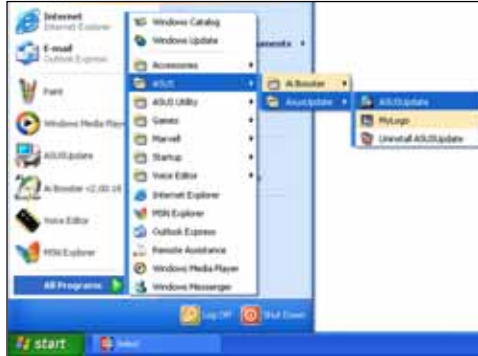 Internet
Internet Explorer
E-mail
Outlook Express
Paint
Windows Media Player
ASUSUpdate
Ai Booster v2.00.16
Voice Editor
MSN Explorer
All Programs
Windows Catalog
Windows Update
Accessories
ASUS
ASUS Utility
Games
Marvell
Startup
Voice Editor
Internet Explorer
MSN Explorer
Outlook Express
Remote Assistance
Windows Media Player
Windows Messenger
uments
Ai Booster
AsusUpdate
ASUSUpdate
MyLogo
Uninstall ASUSUpdate
Log Off
Shut Down
start